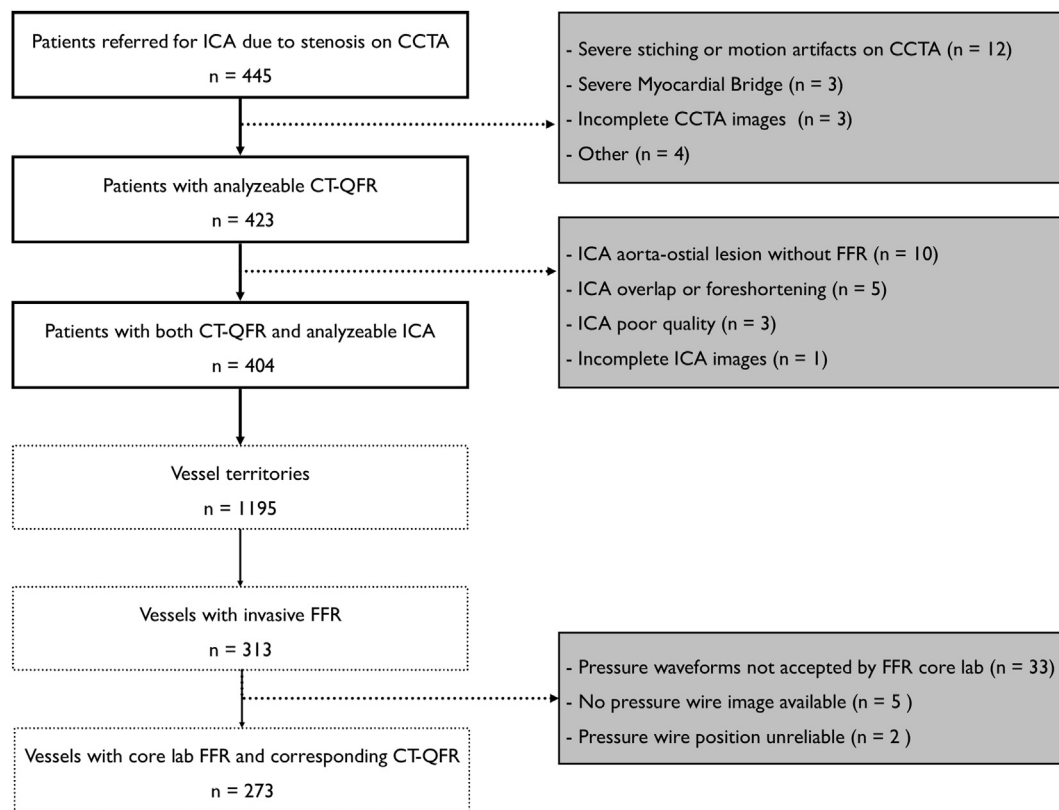 Patients referred for ICA due to stenosis on CCTA
n = 445
- Severe stiching or motion artifacts on CCTA (n = 12)
- Severe Myocardial Bridge (n = 3)
- Incomplete CCTA images (n = 3)
- Other (n = 4)
Patients with analyzeable CT-QFR
n = 423
- ICA aorta-ostial lesion without FFR (n = 10)
- ICA overlap or foreshortening (n = 5)
- ICA poor quality (n = 3)
- Incomplete ICA images (n = 1)
Patients with both CT-QFR and analyzeable ICA
n = 404
Vessel territories
n = 1195
Vessels with invasive FFR
n = 313
- Pressure waveforms not accepted by FFR core lab (n = 33)
- No pressure wire image available (n = 5 )
- Pressure wire position unreliable (n = 2 )
Vessels with core lab FFR and corresponding CT-QFR
n = 273